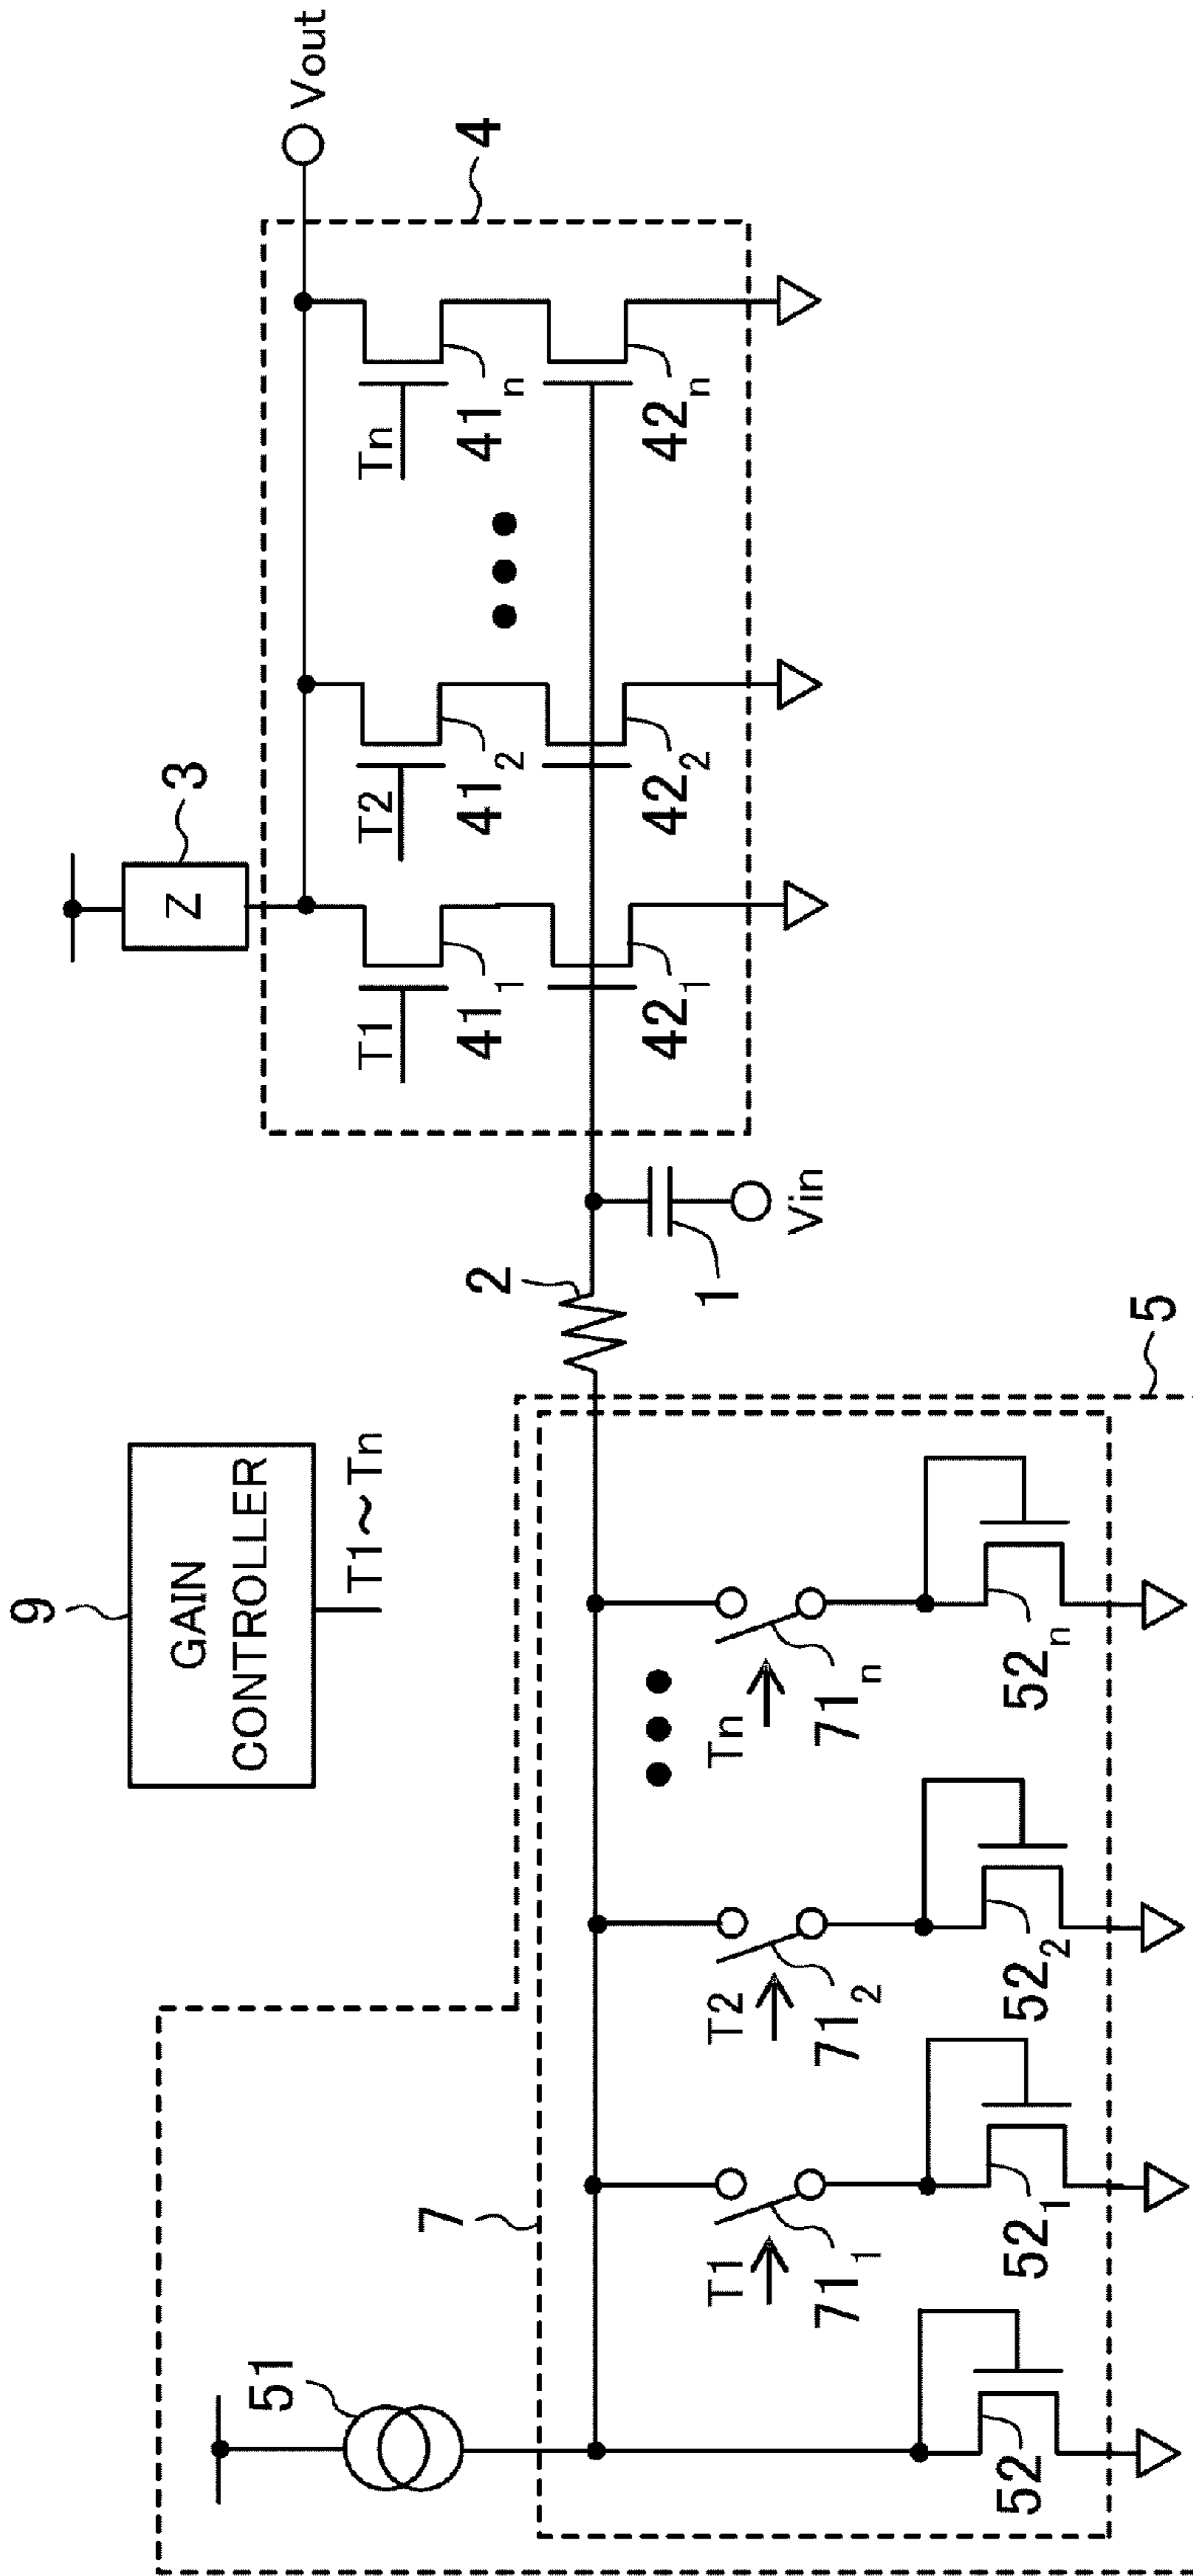 9
GAIN
CONTROLLER
T1~Tn
3
Z
Vout
4
T1
T2
Tn
41₁
41₂
41ₙ
42₁
42₂
42ₙ
2
1
Vin
5
51
7
T1
T2
Tn
71₁
71₂
71ₙ
52
52₁
52₂
52ₙ